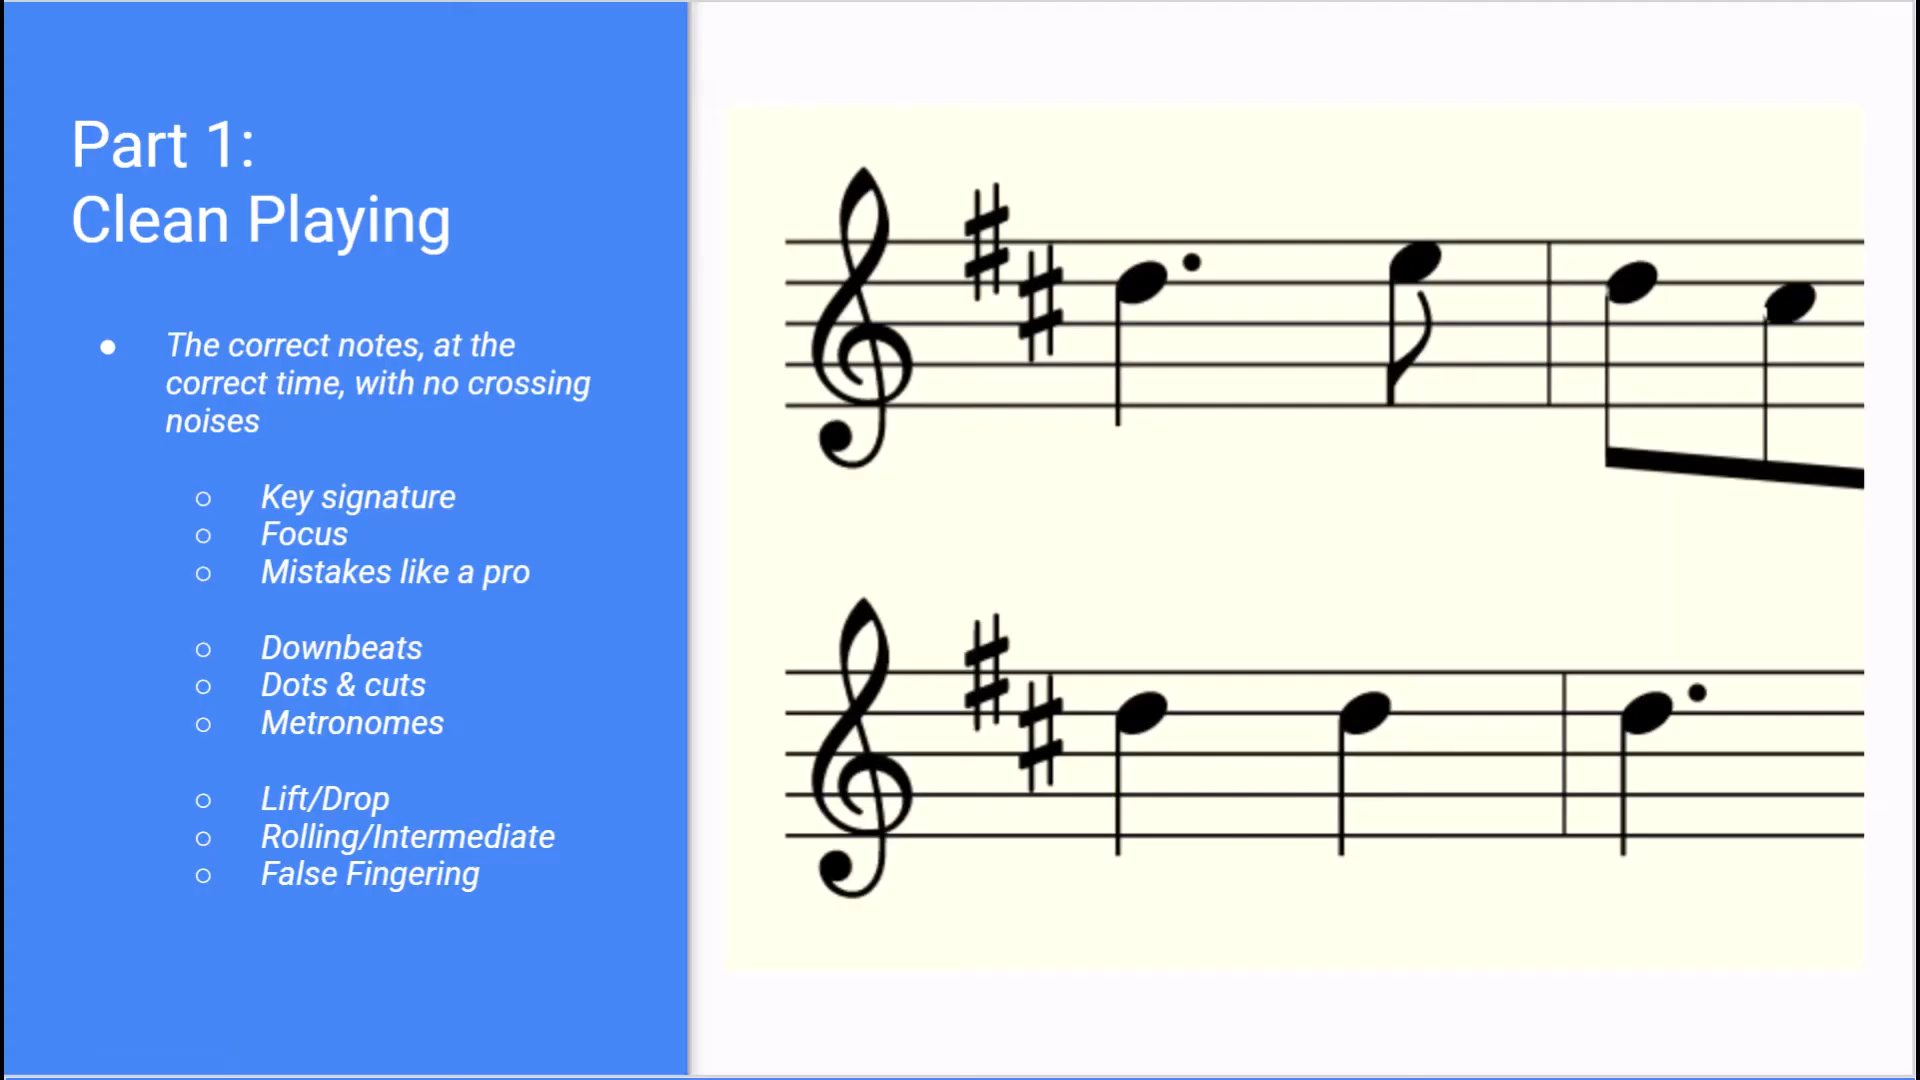 Part 1:
Clean Playing
The correct notes, at the
correct time, with no crossing
noises
Key signature
Focus
Mistakes like a pro
Downbeats
Dots & cuts
Metronomes
Lift/Drop
Rolling/Intermediate
False Fingering